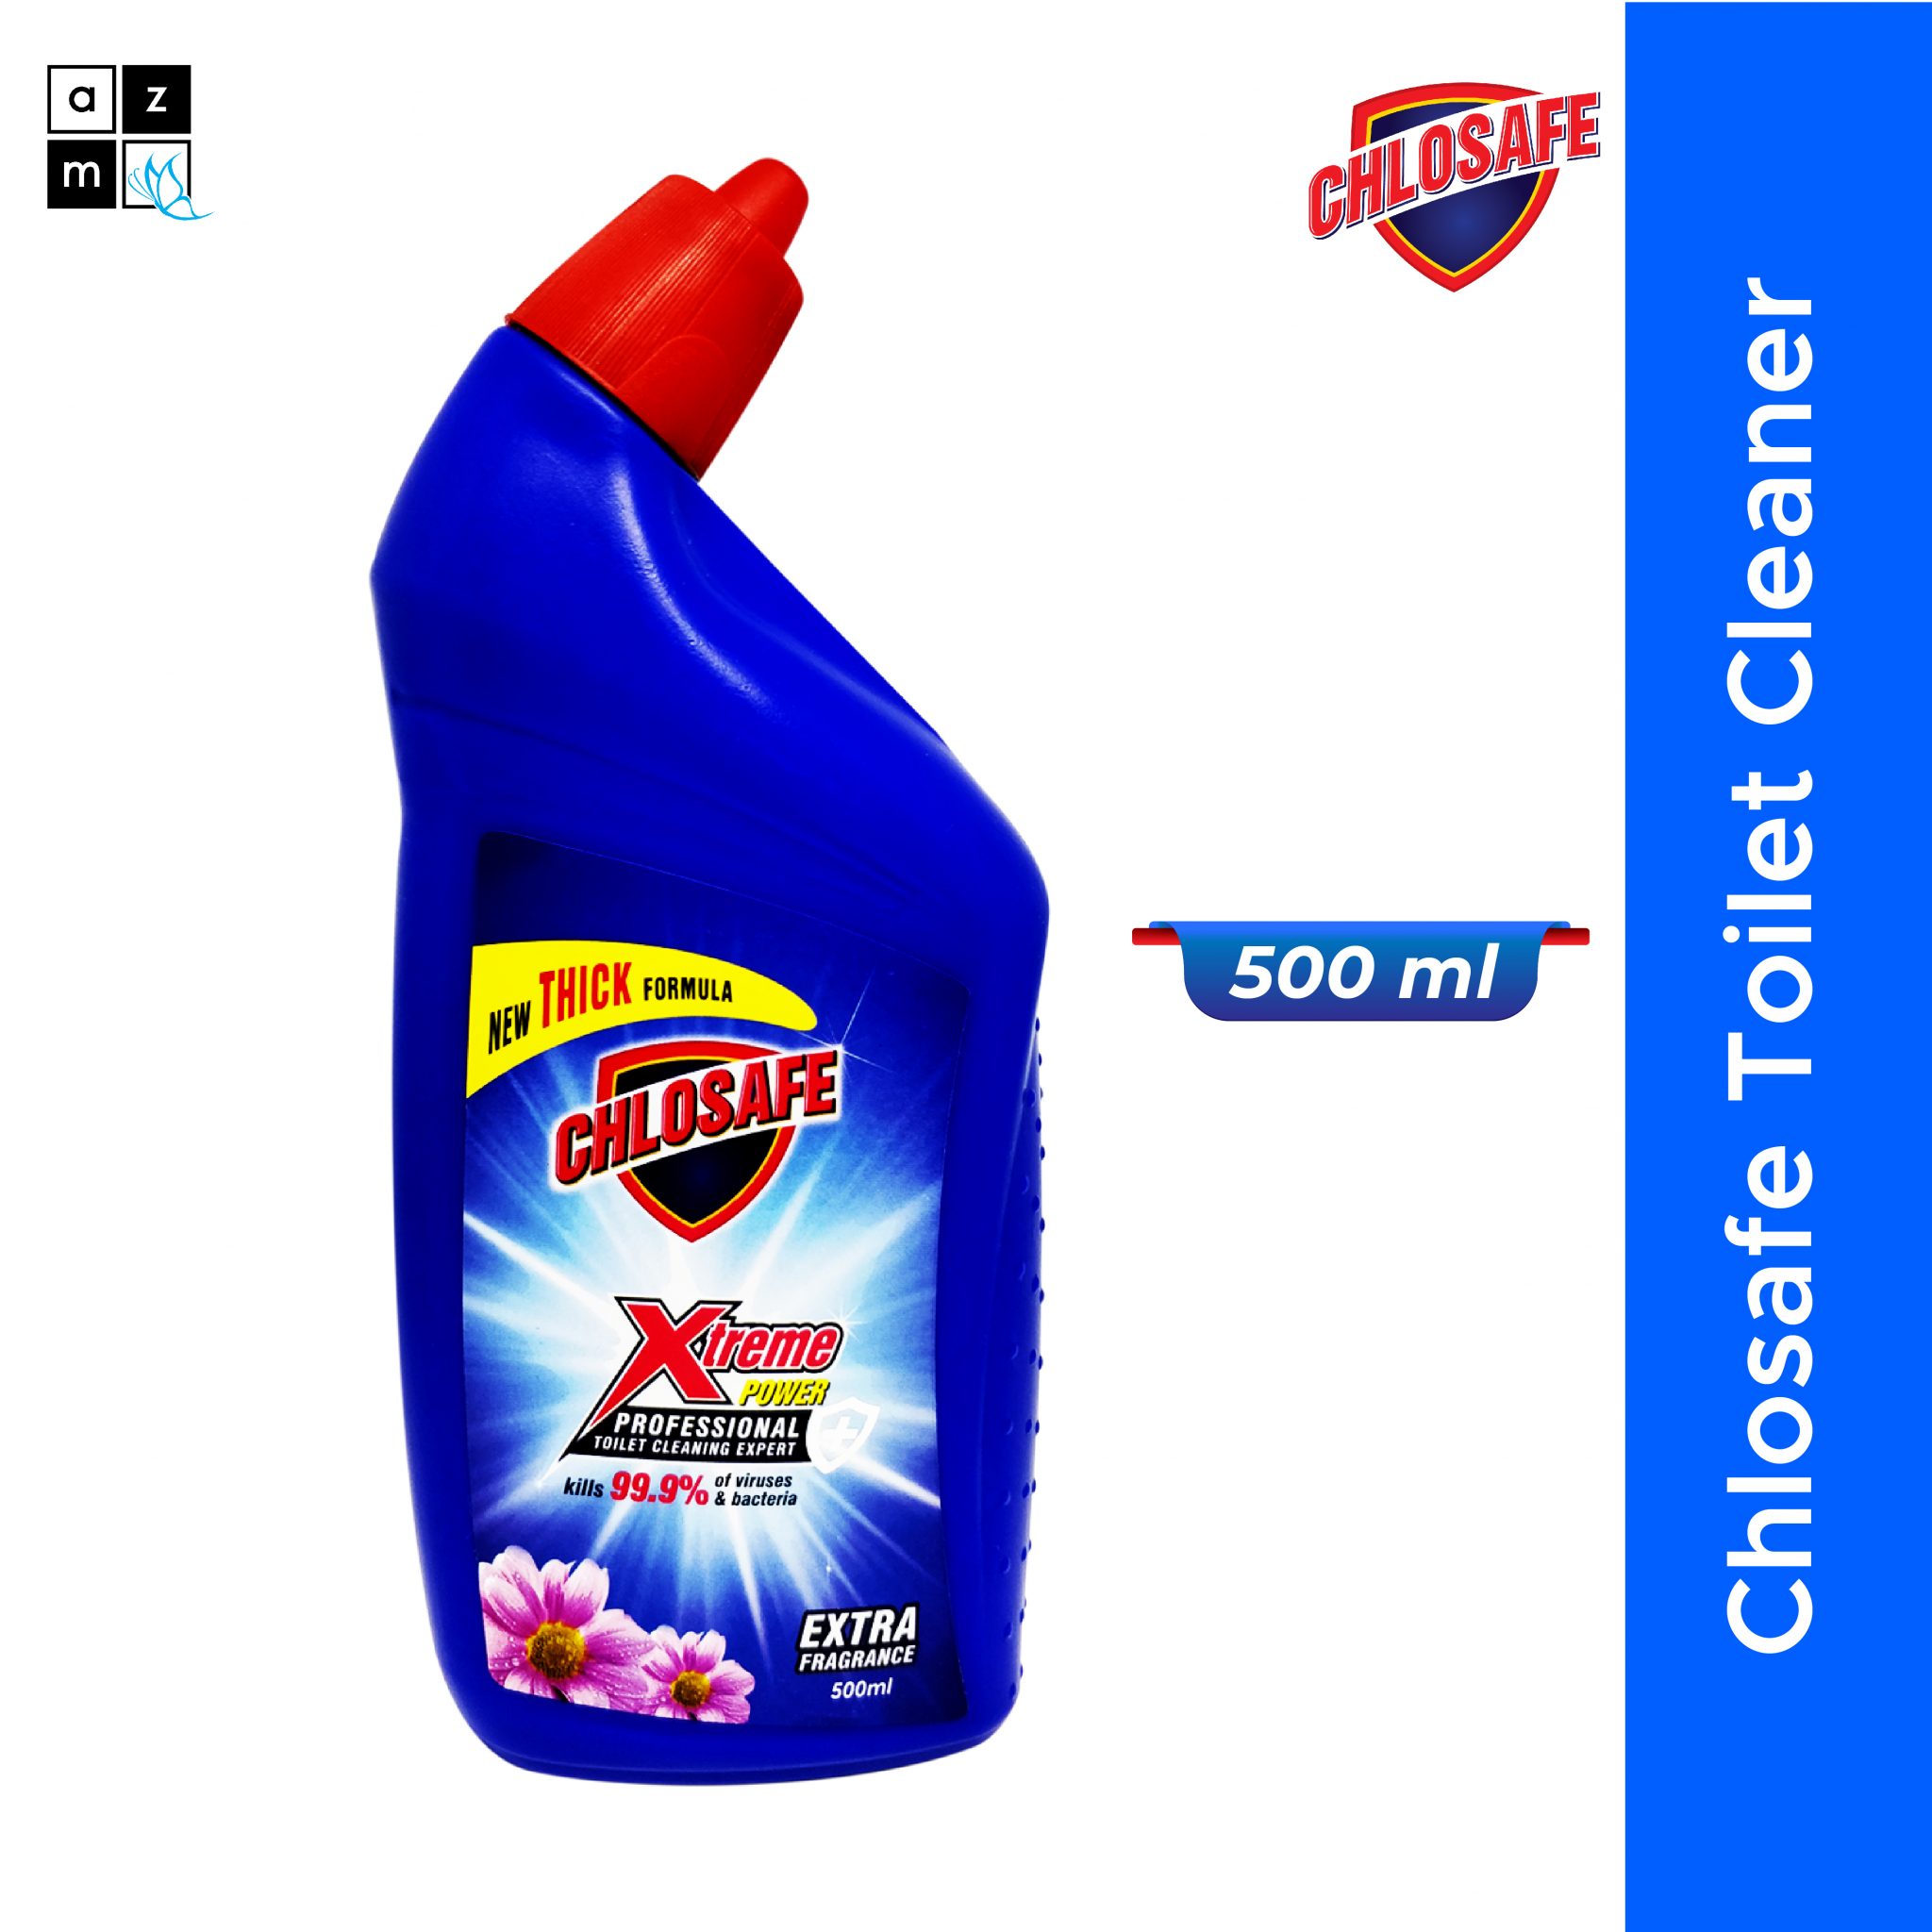 a z
m
CHLOSAFE
NEW THICK FORMULA
CHLOSAFE
Xtreme
POWER
PROFESSIONAL
TOILET CLEANING EXPERT
kills 99.9% of viruses
& bacteria
EXTRA
FRAGRANCE
500ml
500 ml
Chlosafe Toilet Cleaner